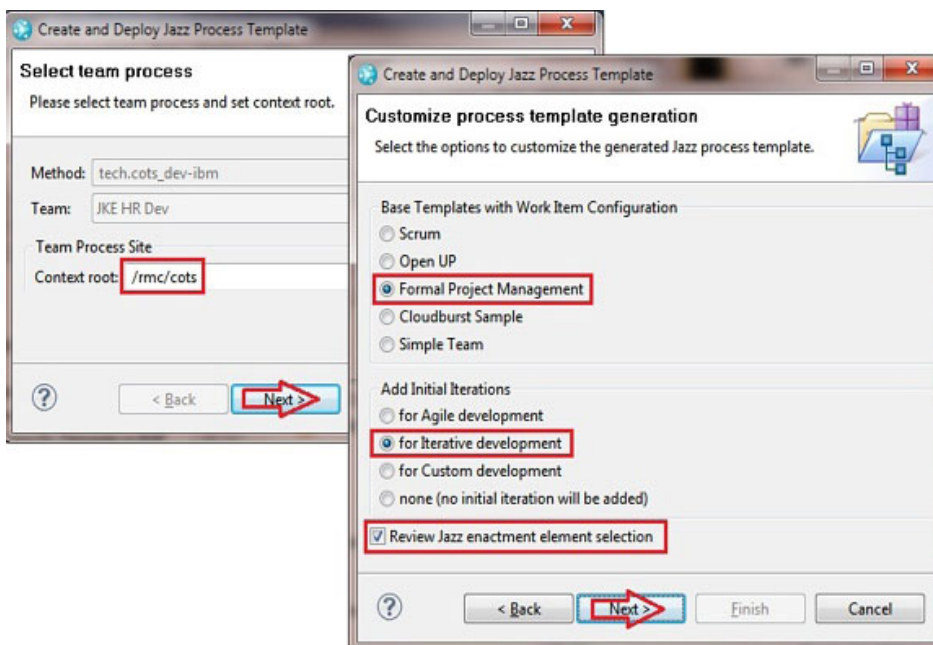 Create and Deploy Jazz Process Template
Select team process
Please select team process and set context root.
Method: tech.cots_dev-ibm
Team: JKE HR Dev
Team Process Site
Context root: /rmc/cots
< Back Next >
Create and Deploy Jazz Process Template
Customize process template generation
Select the options to customize the generated Jazz process template.
Base Templates with Work Item Configuration
Scrum
Open UP
Formal Project Management
Cloudburst Sample
Simple Team
Add Initial Iterations
for Agile development
for Iterative development
for Custom development
none (no initial iteration will be added)
Review Jazz enactment element selection
< Back Next > Finish Cancel